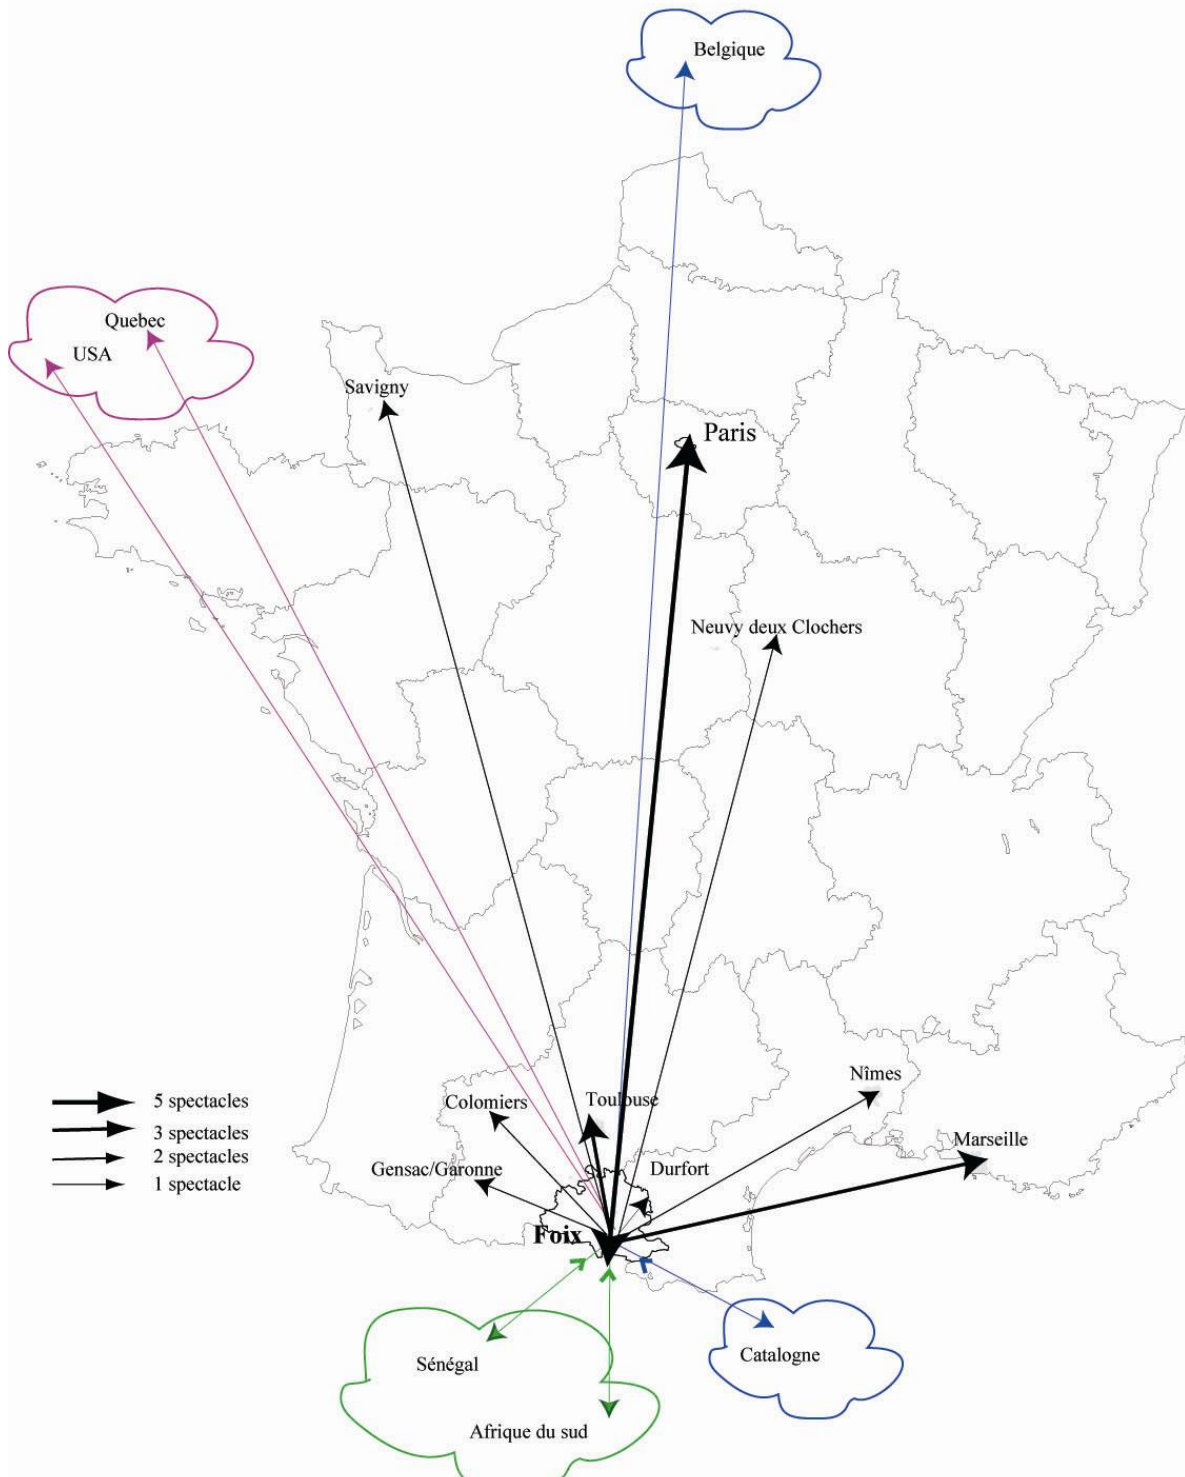 Belgique
Quebec
USA
Savigny
Paris
Neuvy deux Clochers
Nîmes
Colomiers
Toulouse
5 spectacles
3 spectacles
Marseille
2 spectacles
Gensac/Garonne
Durfort
1 spectacle
Foix
Catalogne
Sénégal
Afrique du sud